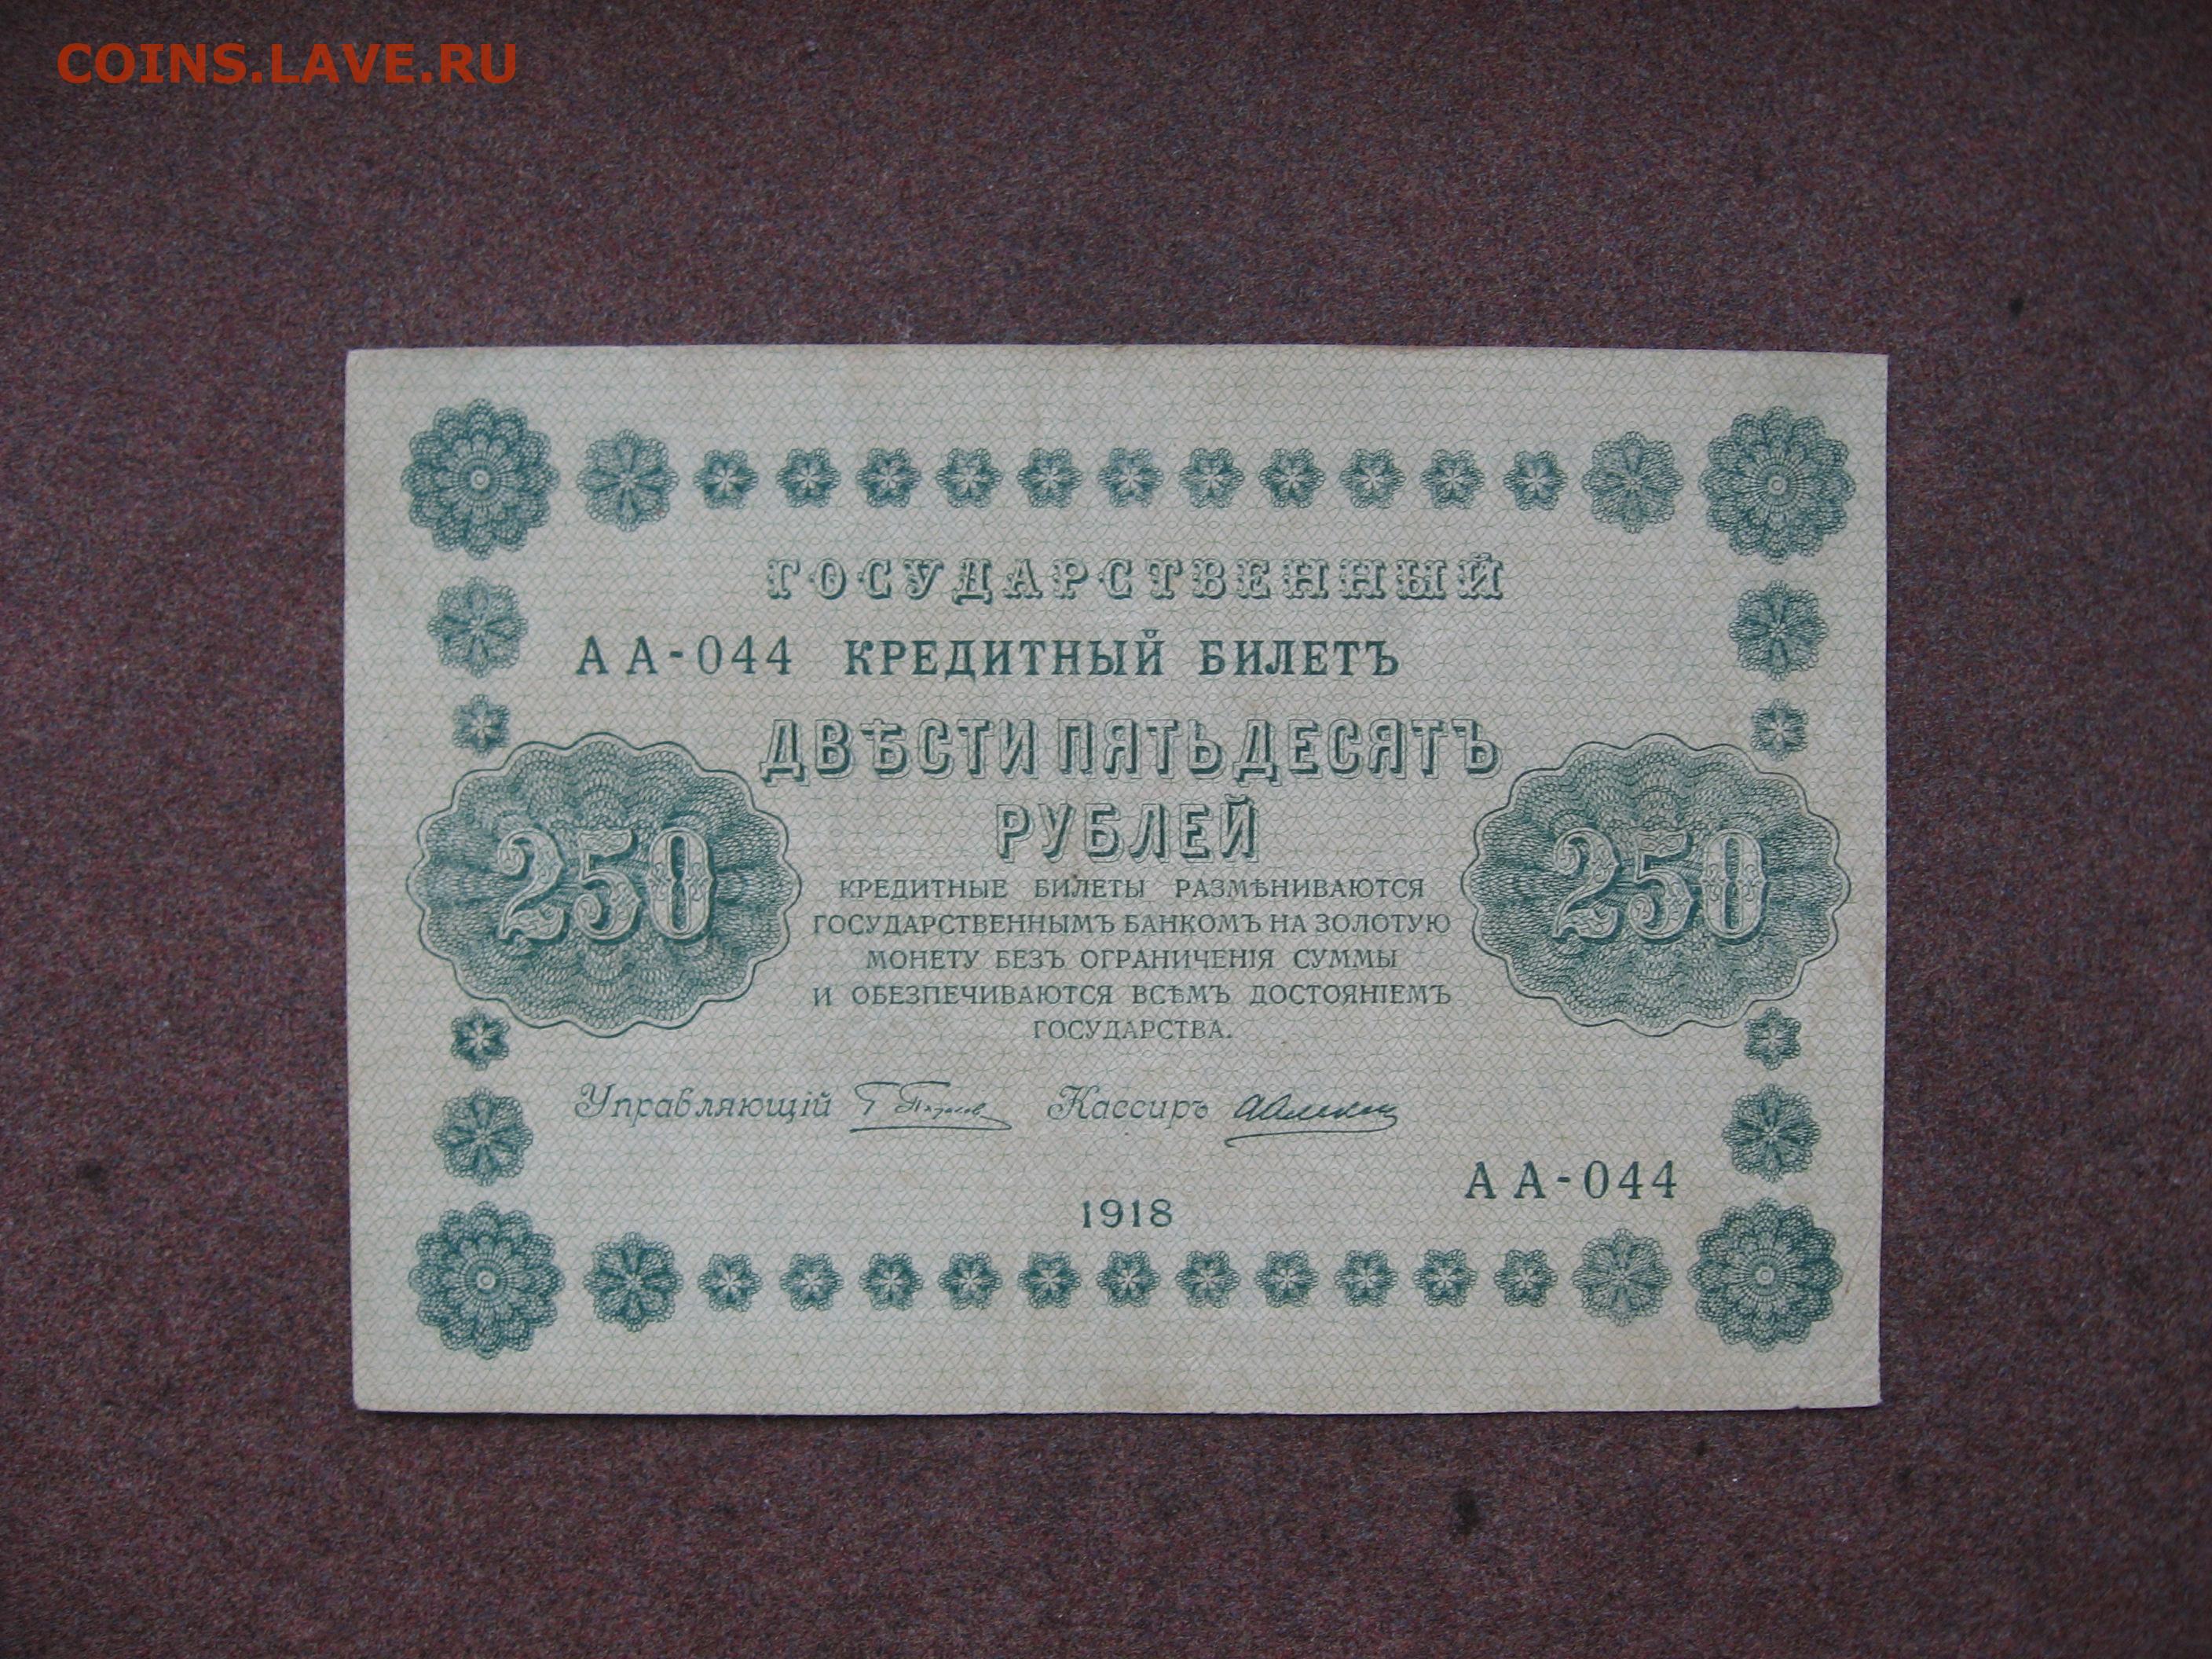 COINS.LAVE.RU
ГОСУДАРСТВЕННЫЙ
АА-044 КРЕДИТНЫЙ БИЛЕТЪ
ДВѢСТИ ПЯТЬДЕСЯТЪ
РУБЛЕЙ
250
250
КРЕДИТНЫЕ БИЛЕТЫ РАЗМѢНИВАЮТСЯ
ГОСУДАРСТВЕННЫМЪ БАНКОМЪ НА ЗОЛОТУЮ
МОНЕТУ БЕЗЪ ОГРАНИЧЕНІЯ СУММЫ
И ОБЕЗПЕЧИВАЮТСЯ ВСѢМЪ ДОСТОЯНІЕМЪ
ГОСУДАРСТВА.
Управляющій Кассиръ
АА-044
1918